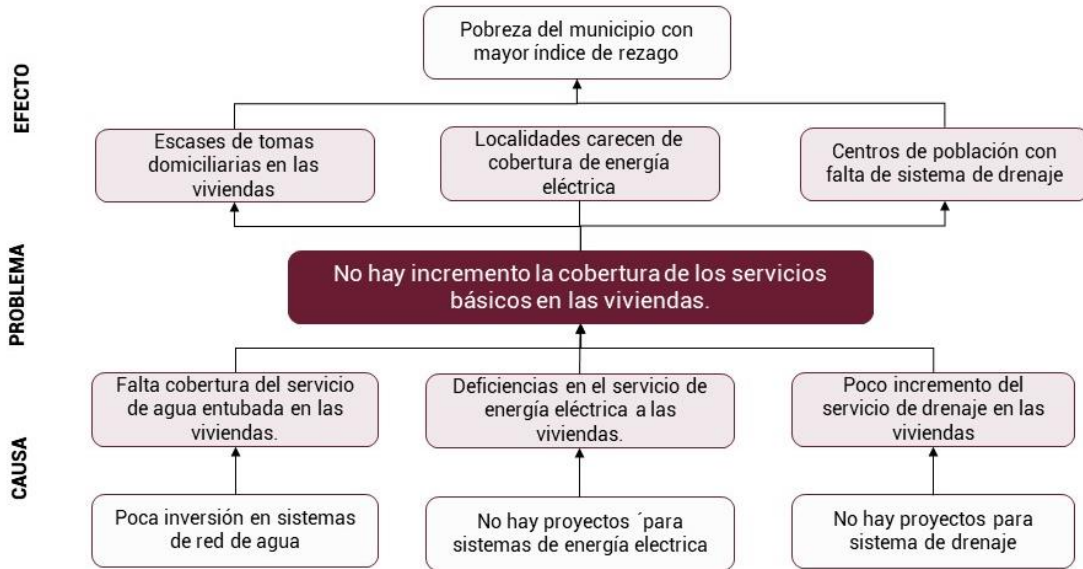 EFECTO
Pobreza del municipio con
mayor índice de rezago
Escases de tomas
domiciliarias en las
viviendas
Localidades carecen de
cobertura de energía
eléctrica
Centros de población con
falta de sistema de drenaje
PROBLEMA
No hay incremento la cobertura de los servicios
básicos en las viviendas.
CAUSA
Falta cobertura del servicio
de agua entubada en las
viviendas.
Deficiencias en el servicio de
energía eléctrica a las
viviendas.
Poco incremento del
servicio de drenaje en las
viviendas
Poca inversión en sistemas
de red de agua
No hay proyectos ´para
sistemas de energía electrica
No hay proyectos para
sistema de drenaje